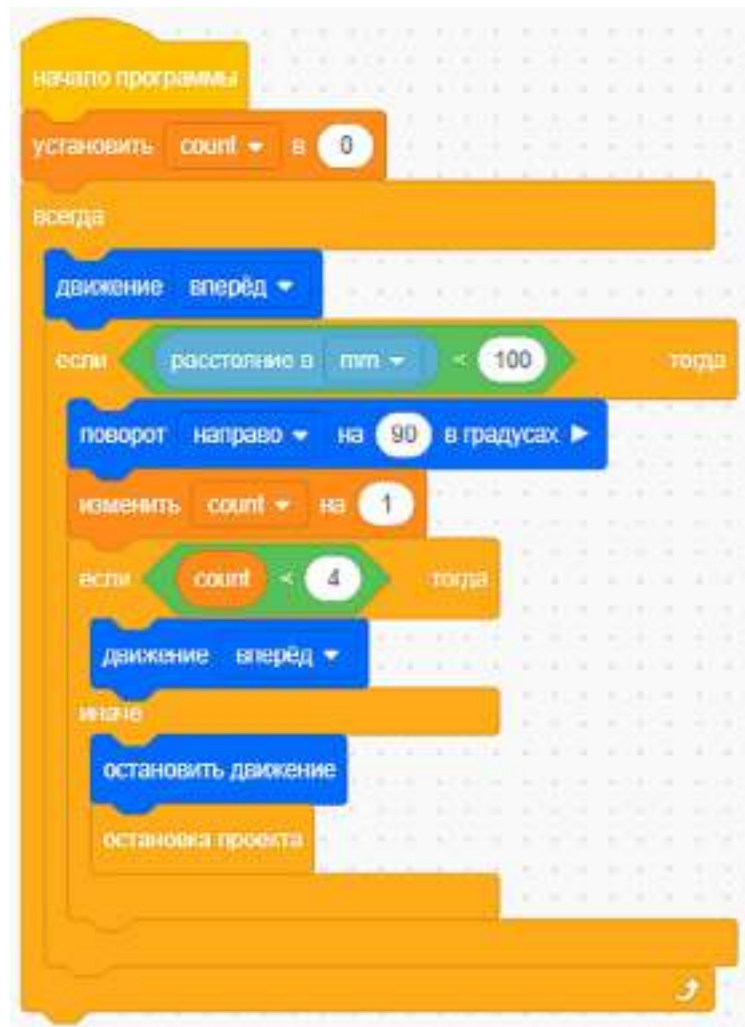 начало программы
установить count в 0
всегда
движение вперёд
если расстояние в mm < 100 тогда
поворот направо на 90 в градусах
изменить count на 1
если count < 4 тогда
движение вперёд
иначе
остановить движение
остановка проекта